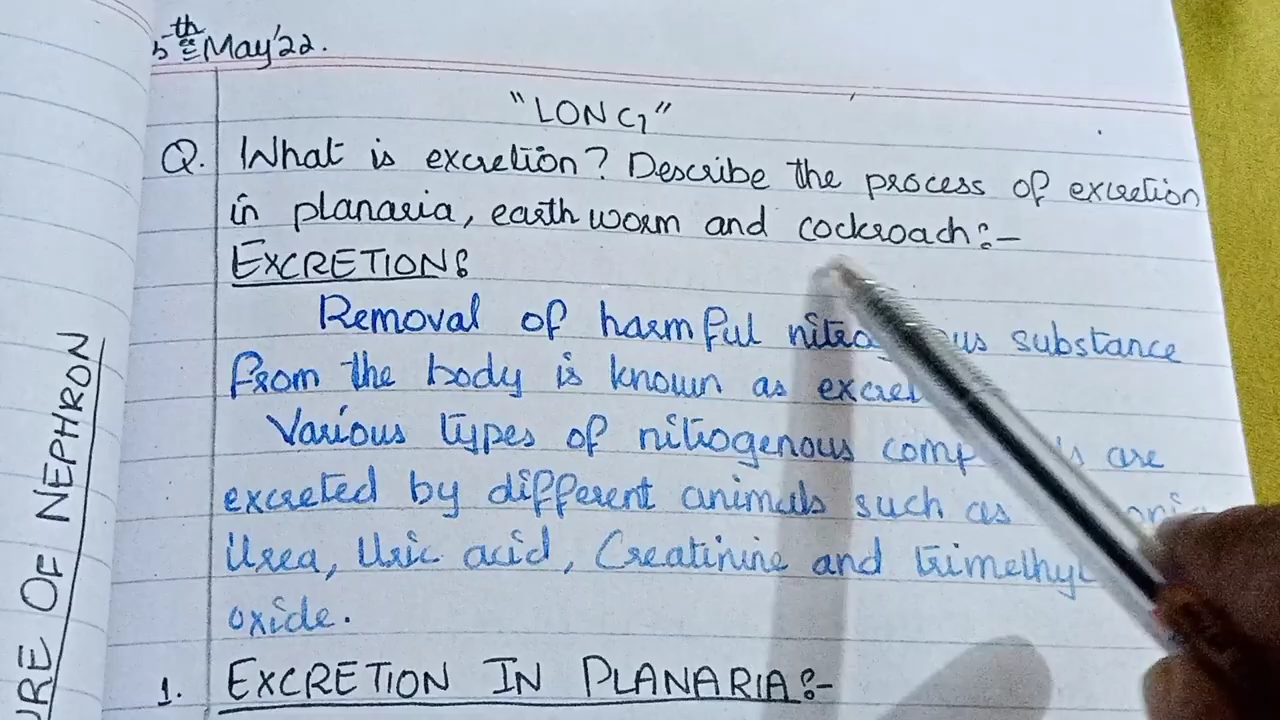 5th May'22.
"LONG"
Q. What is excretion? Describe the process of excretion
in planaria, earthworm and cockroach:-
EXCRETION:
Removal of harmful substance
from the body is known as
Various types of nitrogenous are
excreted by different animals such as
Urea, Uric acid, Creatinine and trimethyl
oxide.
1. EXCRETION IN PLANARIA:-
OF NEPHRON